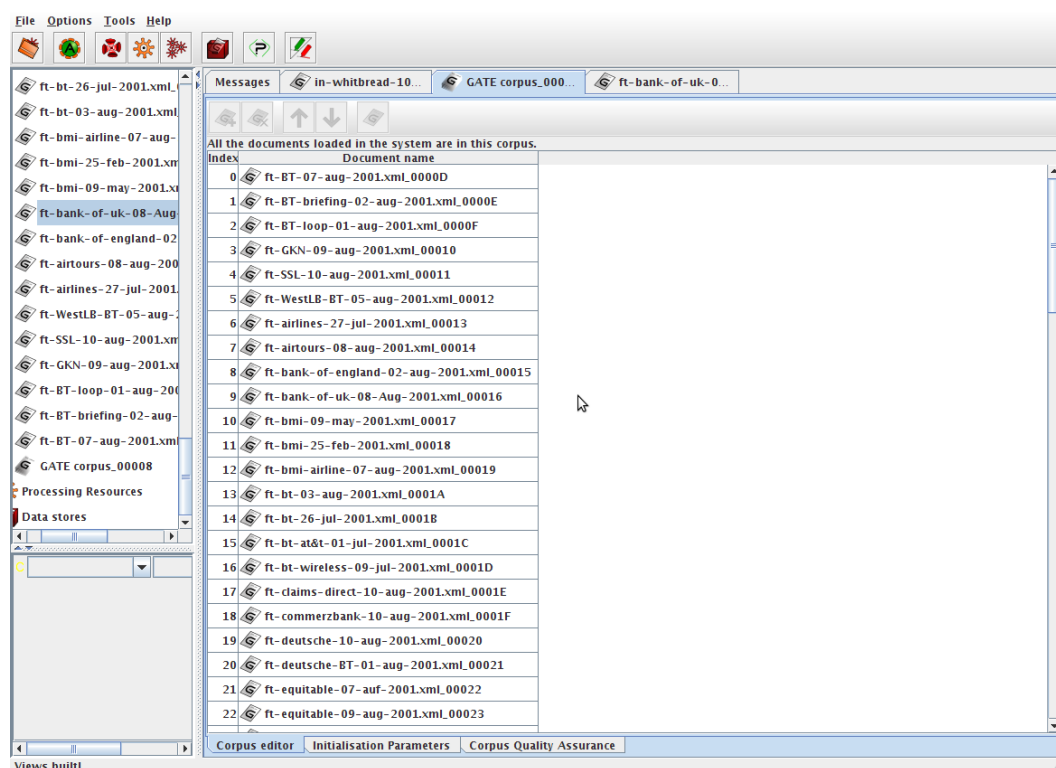 File Options Tools Help
ft-bt-26-jul-2001.xml_
ft-bt-03-aug-2001.xml
ft-bmi-airline-07-aug-
ft-bmi-25-feb-2001.xm
ft-bmi-09-may-2001.x
ft-bank-of-uk-08-Aug
ft-bank-of-england-02
ft-airtours-08-aug-200
ft-airlines-27-jul-2001.
ft-WestLB-BT-05-aug-
ft-SSL-10-aug-2001.xm
ft-GKN-09-aug-2001.x
ft-BT-loop-01-aug-200
ft-BT-briefing-02-aug-
ft-BT-07-aug-2001.xml
GATE corpus_00008
Processing Resources
Data stores
Messages in-whitbread-10... GATE corpus_000... ft-bank-of-uk-0...
All the documents loaded in the system are in this corpus.
Index Document name
0 ft-BT-07-aug-2001.xml_0000D
1 ft-BT-briefing-02-aug-2001.xml_0000E
2 ft-BT-loop-01-aug-2001.xml_0000F
3 ft-GKN-09-aug-2001.xml_00010
4 ft-SSL-10-aug-2001.xml_00011
5 ft-WestLB-BT-05-aug-2001.xml_00012
6 ft-airlines-27-jul-2001.xml_00013
7 ft-airtours-08-aug-2001.xml_00014
8 ft-bank-of-england-02-aug-2001.xml_00015
9 ft-bank-of-uk-08-Aug-2001.xml_00016
10 ft-bmi-09-may-2001.xml_00017
11 ft-bmi-25-feb-2001.xml_00018
12 ft-bmi-airline-07-aug-2001.xml_00019
13 ft-bt-03-aug-2001.xml_0001A
14 ft-bt-26-jul-2001.xml_0001B
15 ft-bt-at&t-01-jul-2001.xml_0001C
16 ft-bt-wireless-09-jul-2001.xml_0001D
17 ft-claims-direct-10-aug-2001.xml_0001E
18 ft-commerzbank-10-aug-2001.xml_0001F
19 ft-deutsche-10-aug-2001.xml_00020
20 ft-deutsche-BT-01-aug-2001.xml_00021
21 ft-equitable-07-auf-2001.xml_00022
22 ft-equitable-09-aug-2001.xml_00023
Corpus editor Initialisation Parameters Corpus Quality Assurance
Views built!